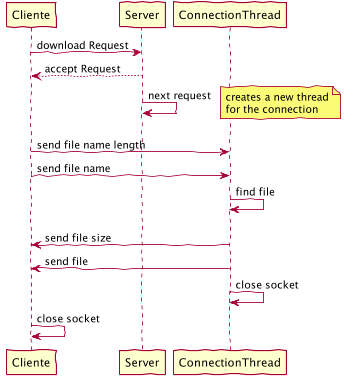 Cliente
Server
ConnectionThread
download Request
accept Request
next request
creates a new thread
for the connection
send file name length
send file name
find file
send file size
send file
close socket
close socket
Cliente
Server
ConnectionThread